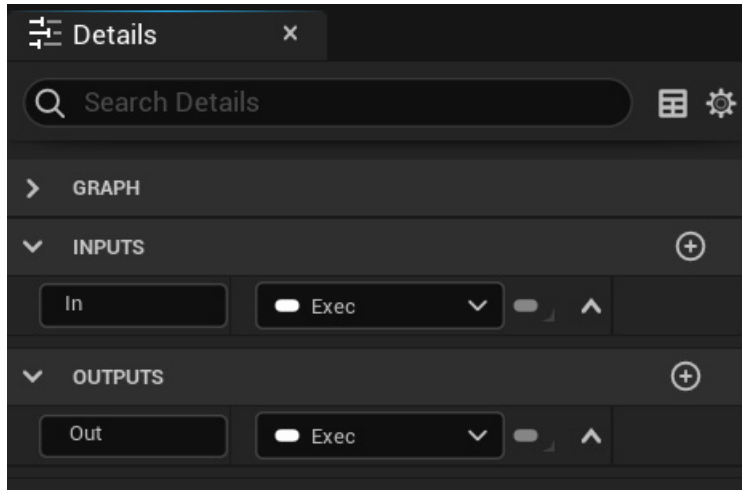 Details
Search Details
GRAPH
INPUTS
In Exec
OUTPUTS
Out Exec